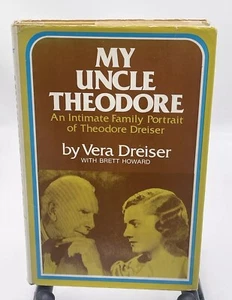 MY
UNCLE
THEODORE
An Intimate Family Portrait
of Theodore Dreiser
by Vera Dreiser
WITH BRETT HOWARD